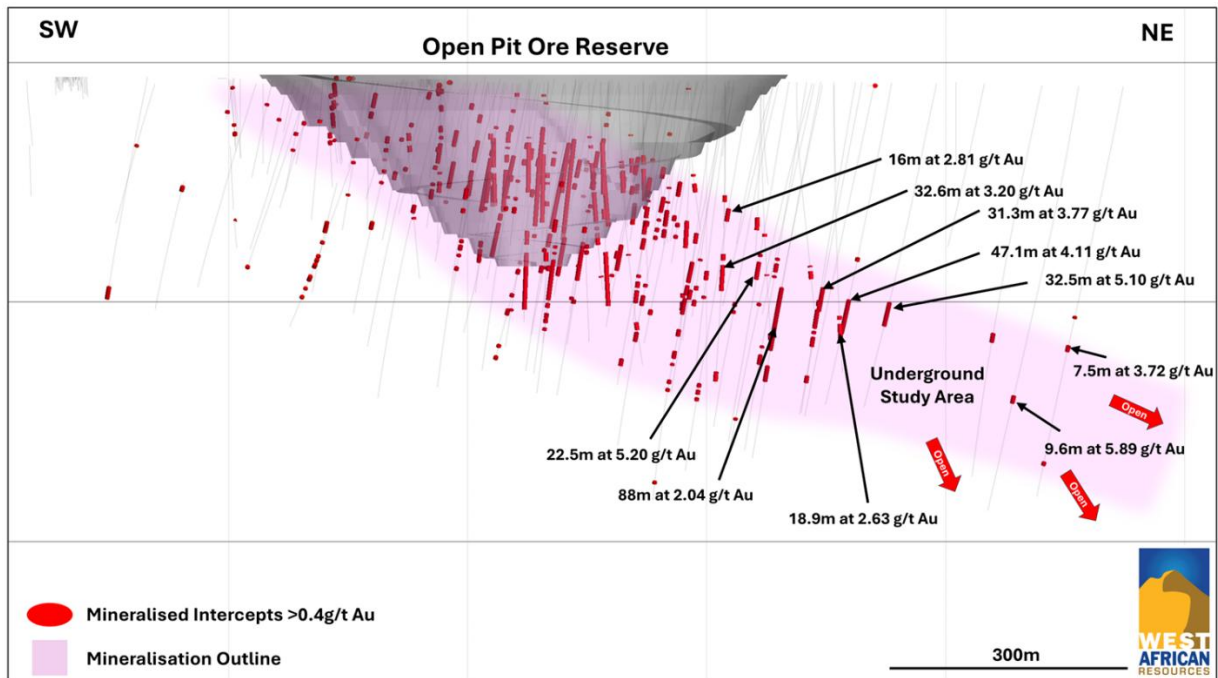 SW
NE
Open Pit Ore Reserve
16m at 2.81 g/t Au
32.6m at 3.20 g/t Au
31.3m at 3.77 g/t Au
47.1m at 4.11 g/t Au
32.5m at 5.10 g/t Au
7.5m at 3.72 g/t Au
Underground
Study Area
Open
9.6m at 5.89 g/t Au
22.5m at 5.20 g/t Au
Open
Open
88m at 2.04 g/t Au
18.9m at 2.63 g/t Au
Mineralised Intercepts >0.4g/t Au
Mineralisation Outline
300m
WEST
AFRICAN
RESOURCES